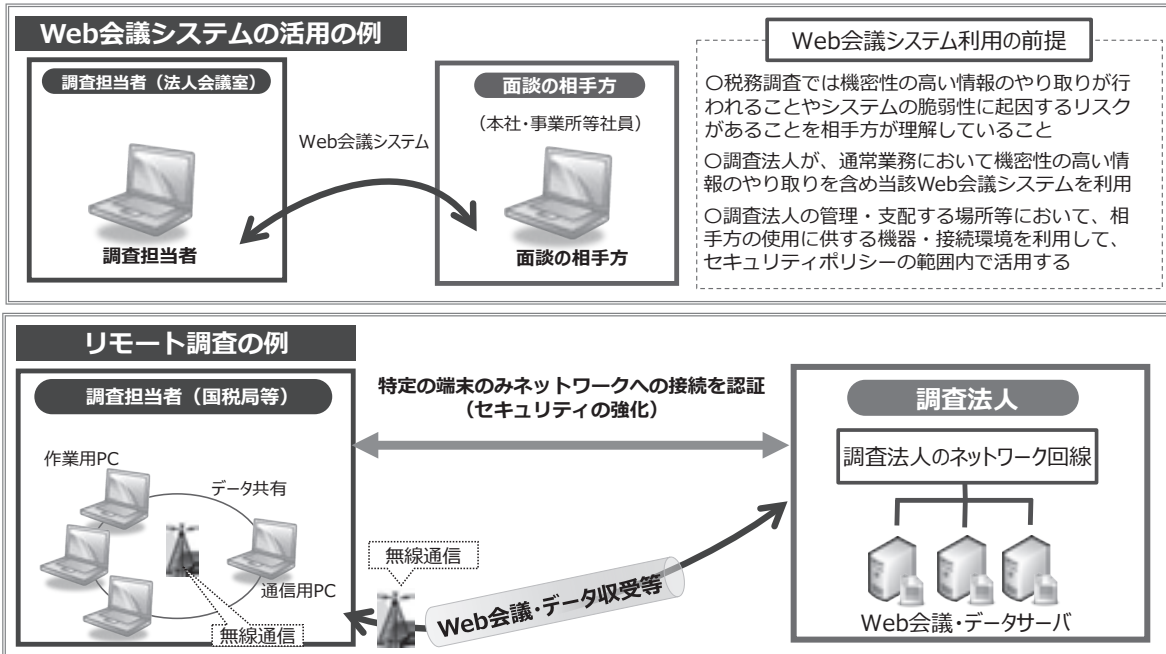 Web会議システムの活用の例
調査担当者（法人会議室）
調査担当者
Web会議システム
面談の相手方
（本社・事業所等社員）
面談の相手方
Web会議システム利用の前提
○税務調査では機密性の高い情報のやり取りが行
われることやシステムの脆弱性に起因するリスク
があることを相手方が理解していること
○調査法人が、通常業務において機密性の高い情
報のやり取りを含め当該Web会議システムを利用
○調査法人の管理・支配する場所等において、相
手方の使用に供する機器・接続環境を利用して、
セキュリティポリシーの範囲内で活用する
リモート調査の例
調査担当者（国税局等）
作業用PC
データ共有
通信用PC
無線通信
特定の端末のみネットワークへの接続を認証
（セキュリティの強化）
無線通信
Web会議・データ収受等
調査法人
調査法人のネットワーク回線
Web会議・データサーバ